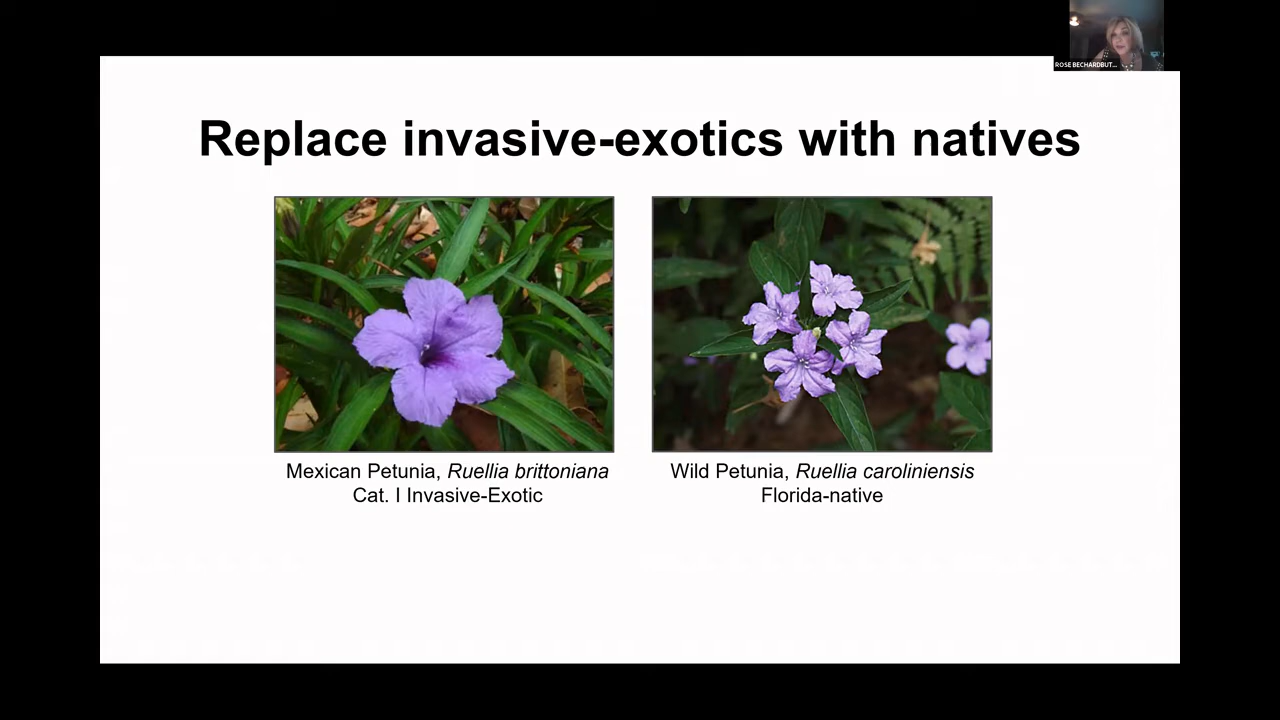 ROSE BECHARDBUT...
Replace invasive-exotics with natives
Mexican Petunia, Ruellia brittoniana
Cat. I Invasive-Exotic
Wild Petunia, Ruellia caroliniensis
Florida-native